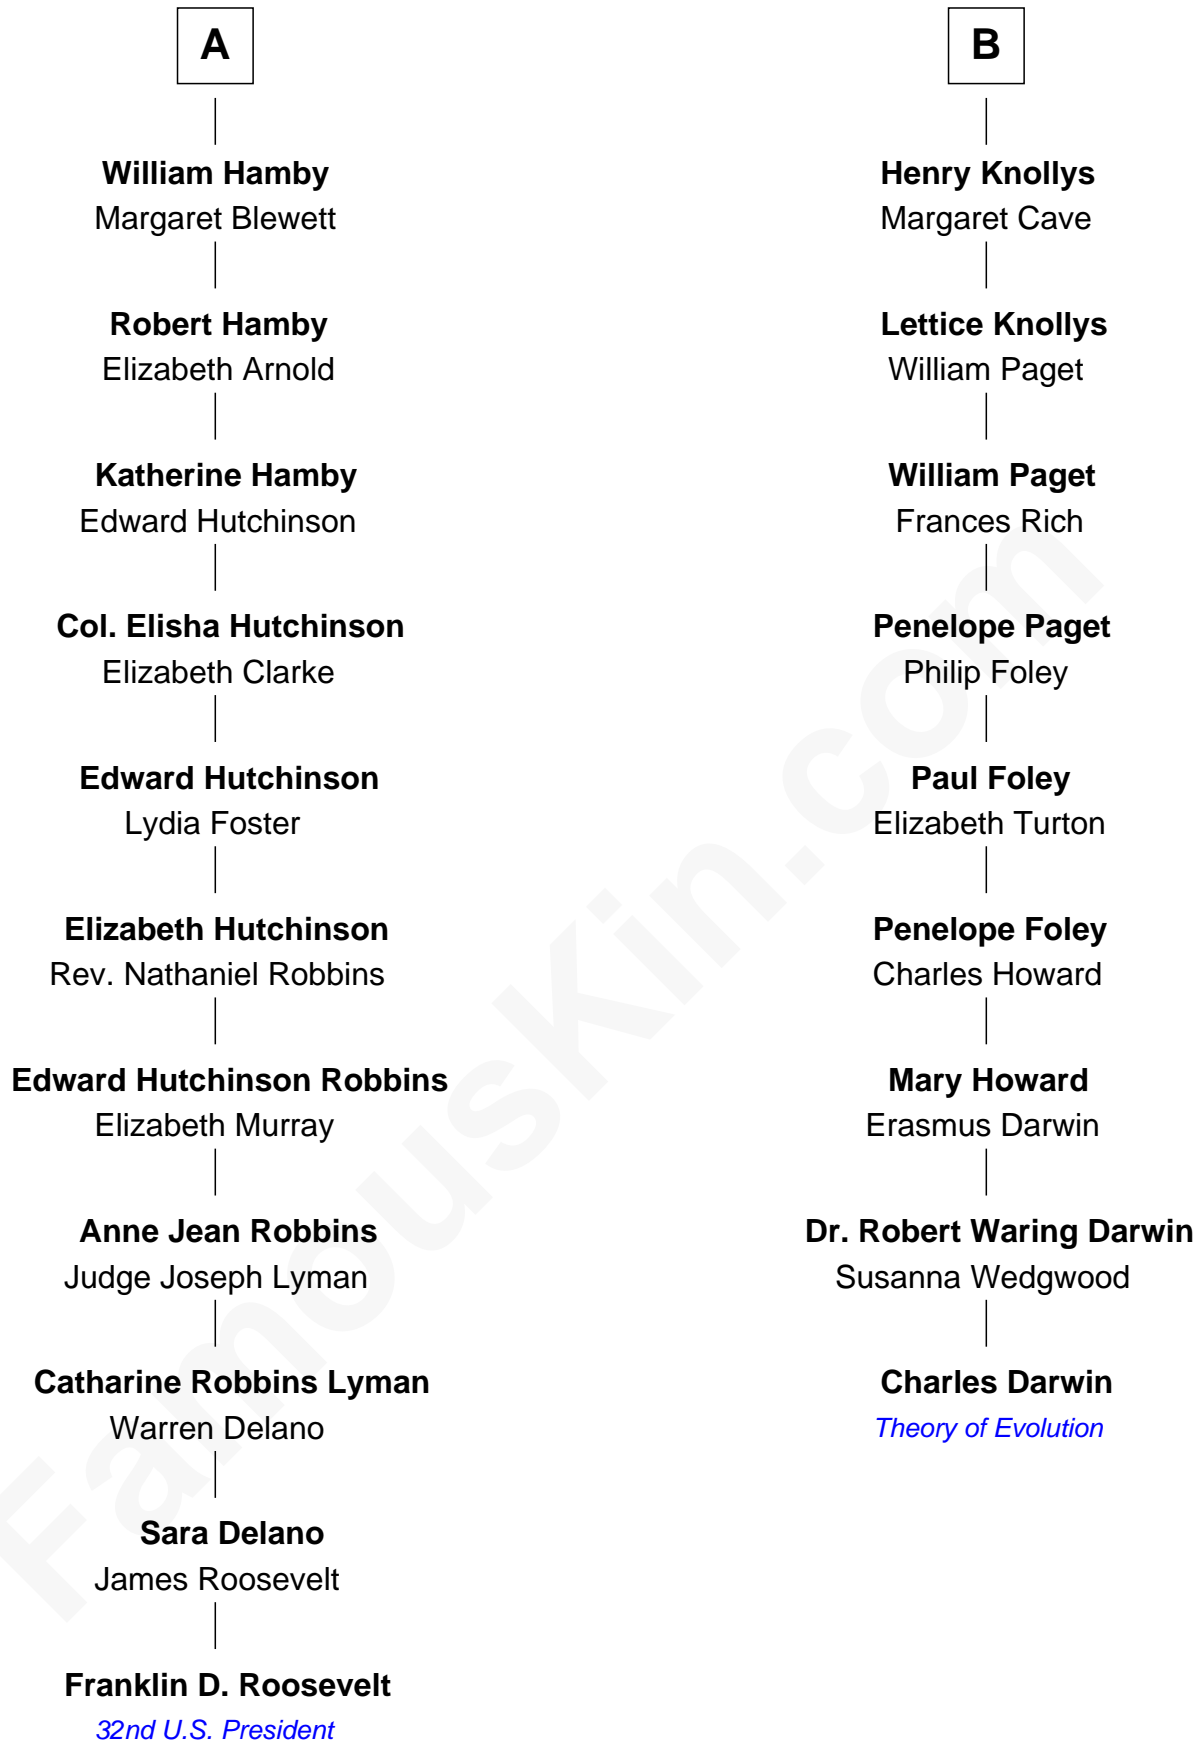 A
William Hamby
Margaret Blewett
Robert Hamby
Elizabeth Arnold
Katherine Hamby
Edward Hutchinson
Col. Elisha Hutchinson
Elizabeth Clarke
Edward Hutchinson
Lydia Foster
Elizabeth Hutchinson
Rev. Nathaniel Robbins
Edward Hutchinson Robbins
Elizabeth Murray
Anne Jean Robbins
Judge Joseph Lyman
Catharine Robbins Lyman
Warren Delano
Sara Delano
James Roosevelt
Franklin D. Roosevelt
32nd U.S. President
B
Henry Knollys
Margaret Cave
Lettice Knollys
William Paget
William Paget
Frances Rich
Penelope Paget
Philip Foley
Paul Foley
Elizabeth Turton
Penelope Foley
Charles Howard
Mary Howard
Erasmus Darwin
Dr. Robert Waring Darwin
Susanna Wedgwood
Charles Darwin
Theory of Evolution
FamousKin.com